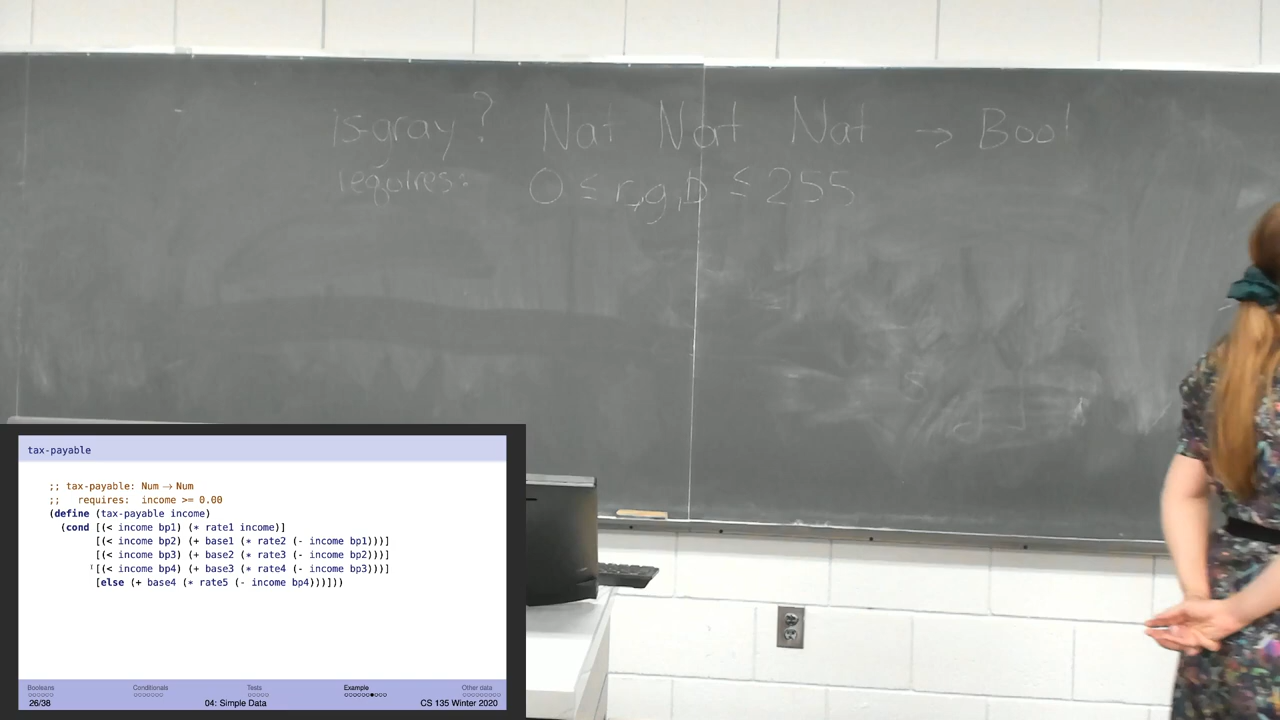 is-gray? Nat Nat Nat → Bool
requires: 0 ≤ r,g,b ≤ 255
tax-payable
;; tax-payable: Num → Num
;; requires: income >= 0.00
(define (tax-payable income)
(cond [(< income bp1) (* rate1 income)]
[(< income bp2) (+ base1 (* rate2 (- income bp1)))]
[(< income bp3) (+ base2 (* rate3 (- income bp2)))]
[(< income bp4) (+ base3 (* rate4 (- income bp3)))]
[else (+ base4 (* rate5 (- income bp4)))]))
Booleans Conditionals Tests Example Other data
26/38 04: Simple Data CS 135 Winter 2020